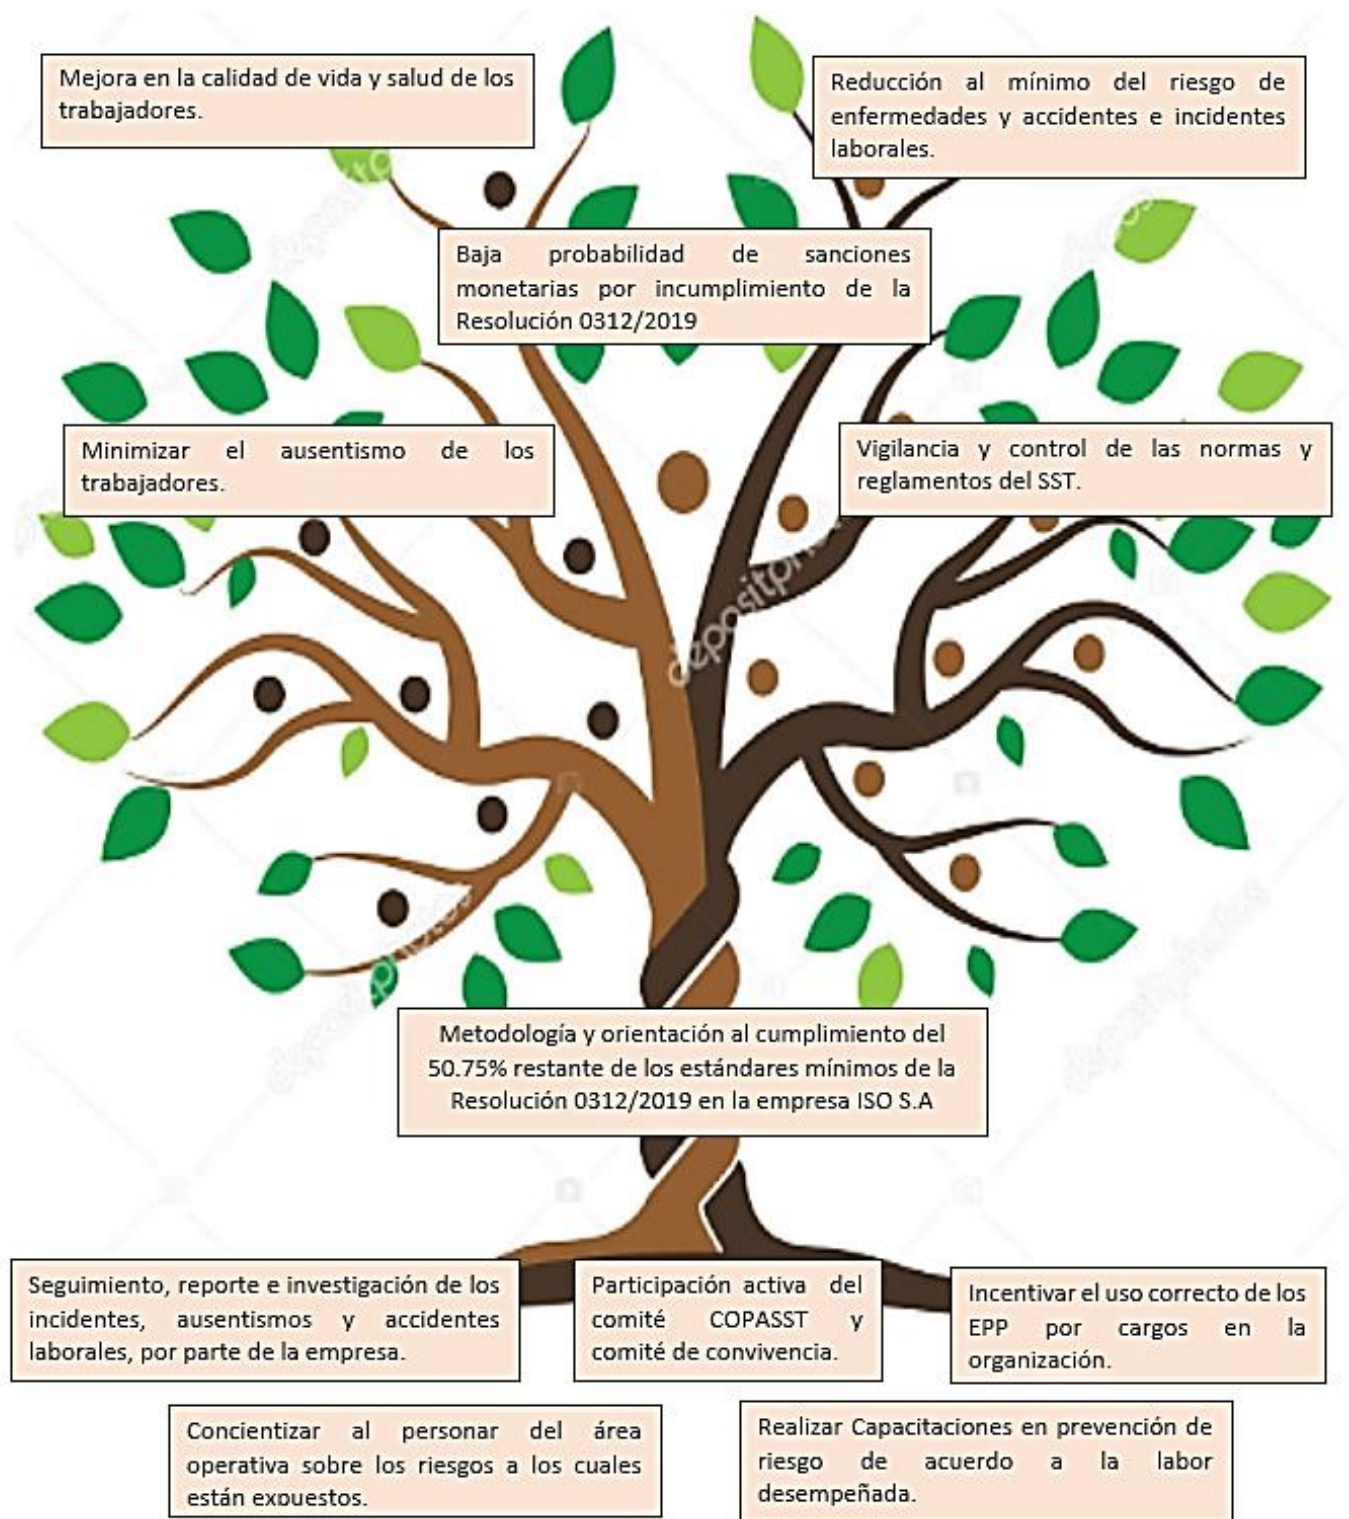 Mejora en la calidad de vida y salud de los
trabajadores.
Reducción al mínimo del riesgo de
enfermedades y accidentes e incidentes
laborales.
Baja probabilidad de sanciones
monetarias por incumplimiento de la
Resolución 0312/2019
Minimizar el ausentismo de los
trabajadores.
Vigilancia y control de las normas y
reglamentos del SST.
Metodología y orientación al cumplimiento del
50.75% restante de los estándares mínimos de la
Resolución 0312/2019 en la empresa ISO S.A
Seguimiento, reporte e investigación de los
incidentes, ausentismos y accidentes
laborales, por parte de la empresa.
Participación activa del
comité COPASST y
comité de convivencia.
Incentivar el uso correcto de los
EPP por cargos en la
organización.
Concientizar al personar del área
operativa sobre los riesgos a los cuales
están expuestos.
Realizar Capacitaciones en prevención de
riesgo de acuerdo a la labor
desempeñada.